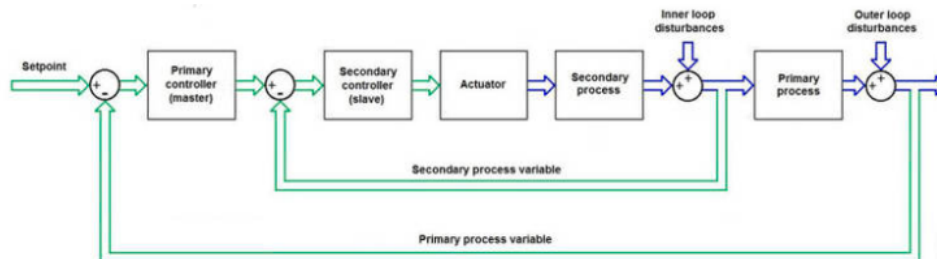 Inner loop
disturbances
Outer loop
disturbances
Setpoint
+
-
Primary
controller
(master)
+
-
Secondary
controller
(slave)
Actuator
Secondary
process
+
+
Primary
process
+
+
Secondary process variable
Primary process variable